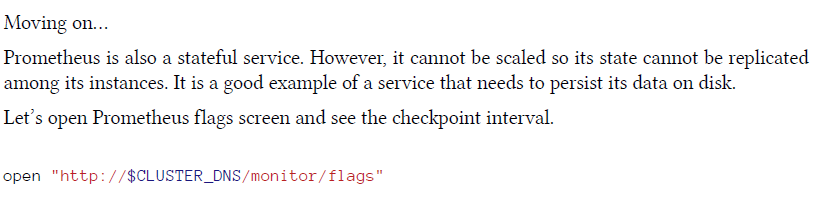 Moving on…
Prometheus is also a stateful service. However, it cannot be scaled so its state cannot be replicated
among its instances. It is a good example of a service that needs to persist its data on disk.
Let’s open Prometheus flags screen and see the checkpoint interval.
open "http://$CLUSTER_DNS/monitor/flags"